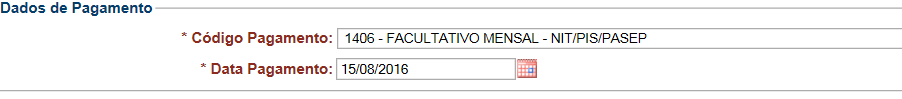 Dados de Pagamento
* Código Pagamento: 1406 - FACULTATIVO MENSAL - NIT/PIS/PASEP
* Data Pagamento: 15/08/2016